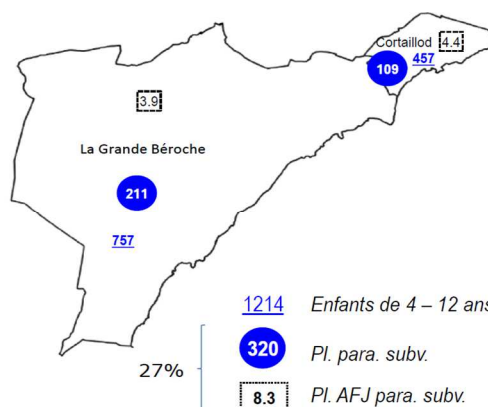 Cortaillod 4.4
109 457
3.9
La Grande Béroche
211
757
1214 Enfants de 4 – 12 ans
320 Pl. para. subv.
27%
8.3 Pl. AFJ para. subv.